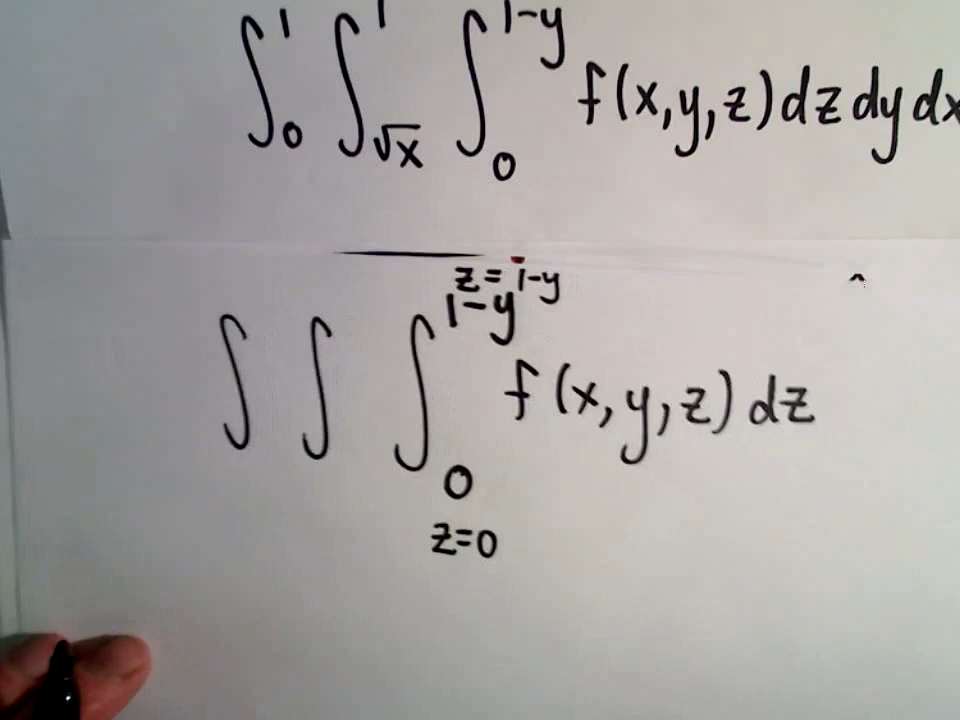 ∫₀¹ ∫_√x¹ ∫₀^(1-y) f(x,y,z) dz dy dx
z = 1-y
∫ ∫ ∫₀^(1-y) f(x,y,z) dz
z=0